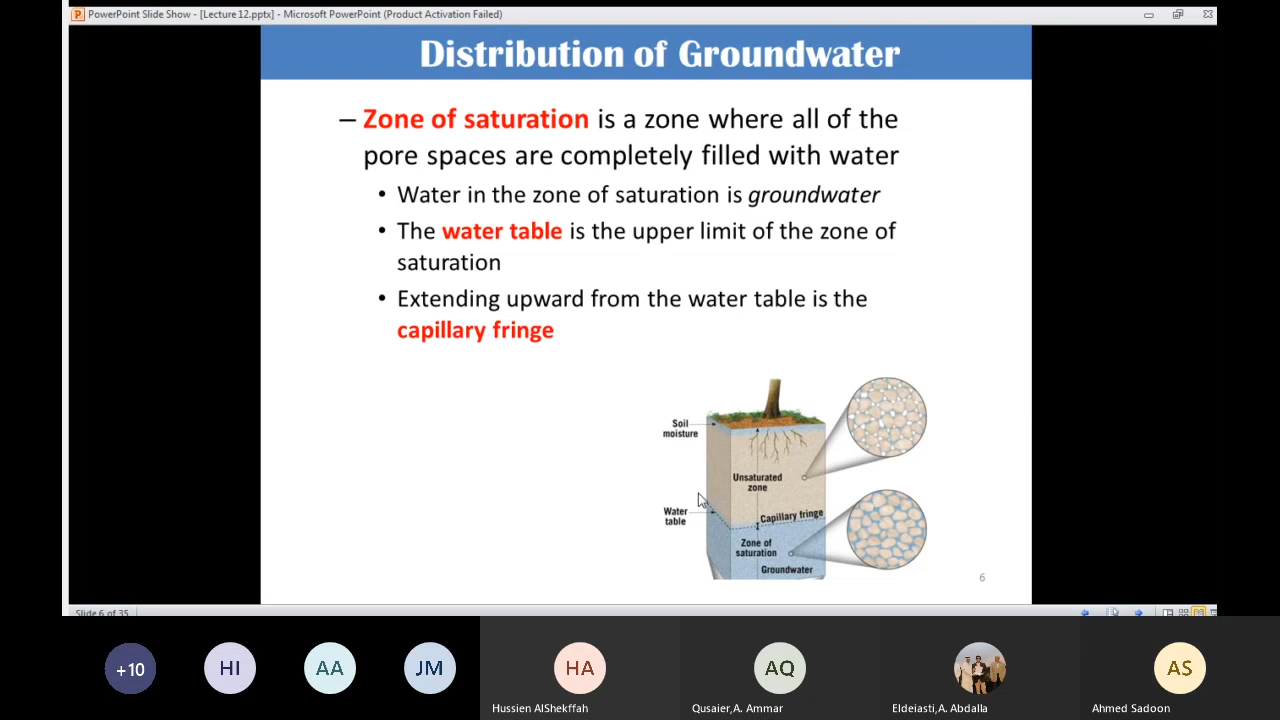 PowerPoint Slide Show - [Lecture 12.pptx] - Microsoft PowerPoint (Product Activation Failed)
Distribution of Groundwater
– Zone of saturation is a zone where all of the
pore spaces are completely filled with water
• Water in the zone of saturation is groundwater
• The water table is the upper limit of the zone of
saturation
• Extending upward from the water table is the
capillary fringe
Soil
moisture
Unsaturated
zone
Water
table
Capillary fringe
Zone of
saturation
Groundwater
6
Slide 6 of 35
+10
HI
AA
JM
HA
AQ
AS
Hussien AlShekffah
Qusaier,A. Ammar
Eldeiasti,A. Abdalla
Ahmed Sadoon